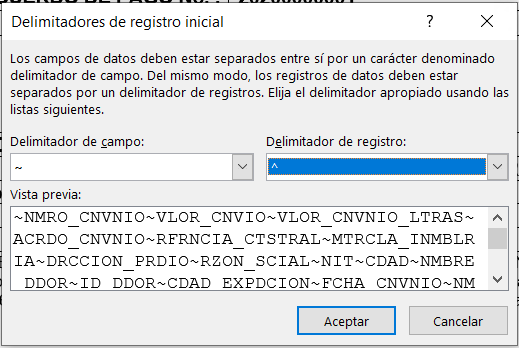 Delimitadores de registro inicial
?
Los campos de datos deben estar separados entre sí por un carácter denominado
delimitador de campo. Del mismo modo, los registros de datos deben estar
separados por un delimitador de registros. Elija el delimitador apropiado usando las
listas siguientes.
Delimitador de campo: Delimitador de registro:
~ ^
Vista previa:
~NMRO_CNVNIO~VLOR_CNVIO~VLOR_CNVNIO_LTRAS~
ACRDO_CNVNIO~RFRNCIA_CTSTRAL~MTRCLA_INMBLR
IA~DRCCION_PRDIO~RZON_SCIAL~NIT~CDAD~NMBRE
_DDOR~ID_DDOR~CDAD_EXPDCION~FCHA_CNVNIO~NM
Aceptar Cancelar